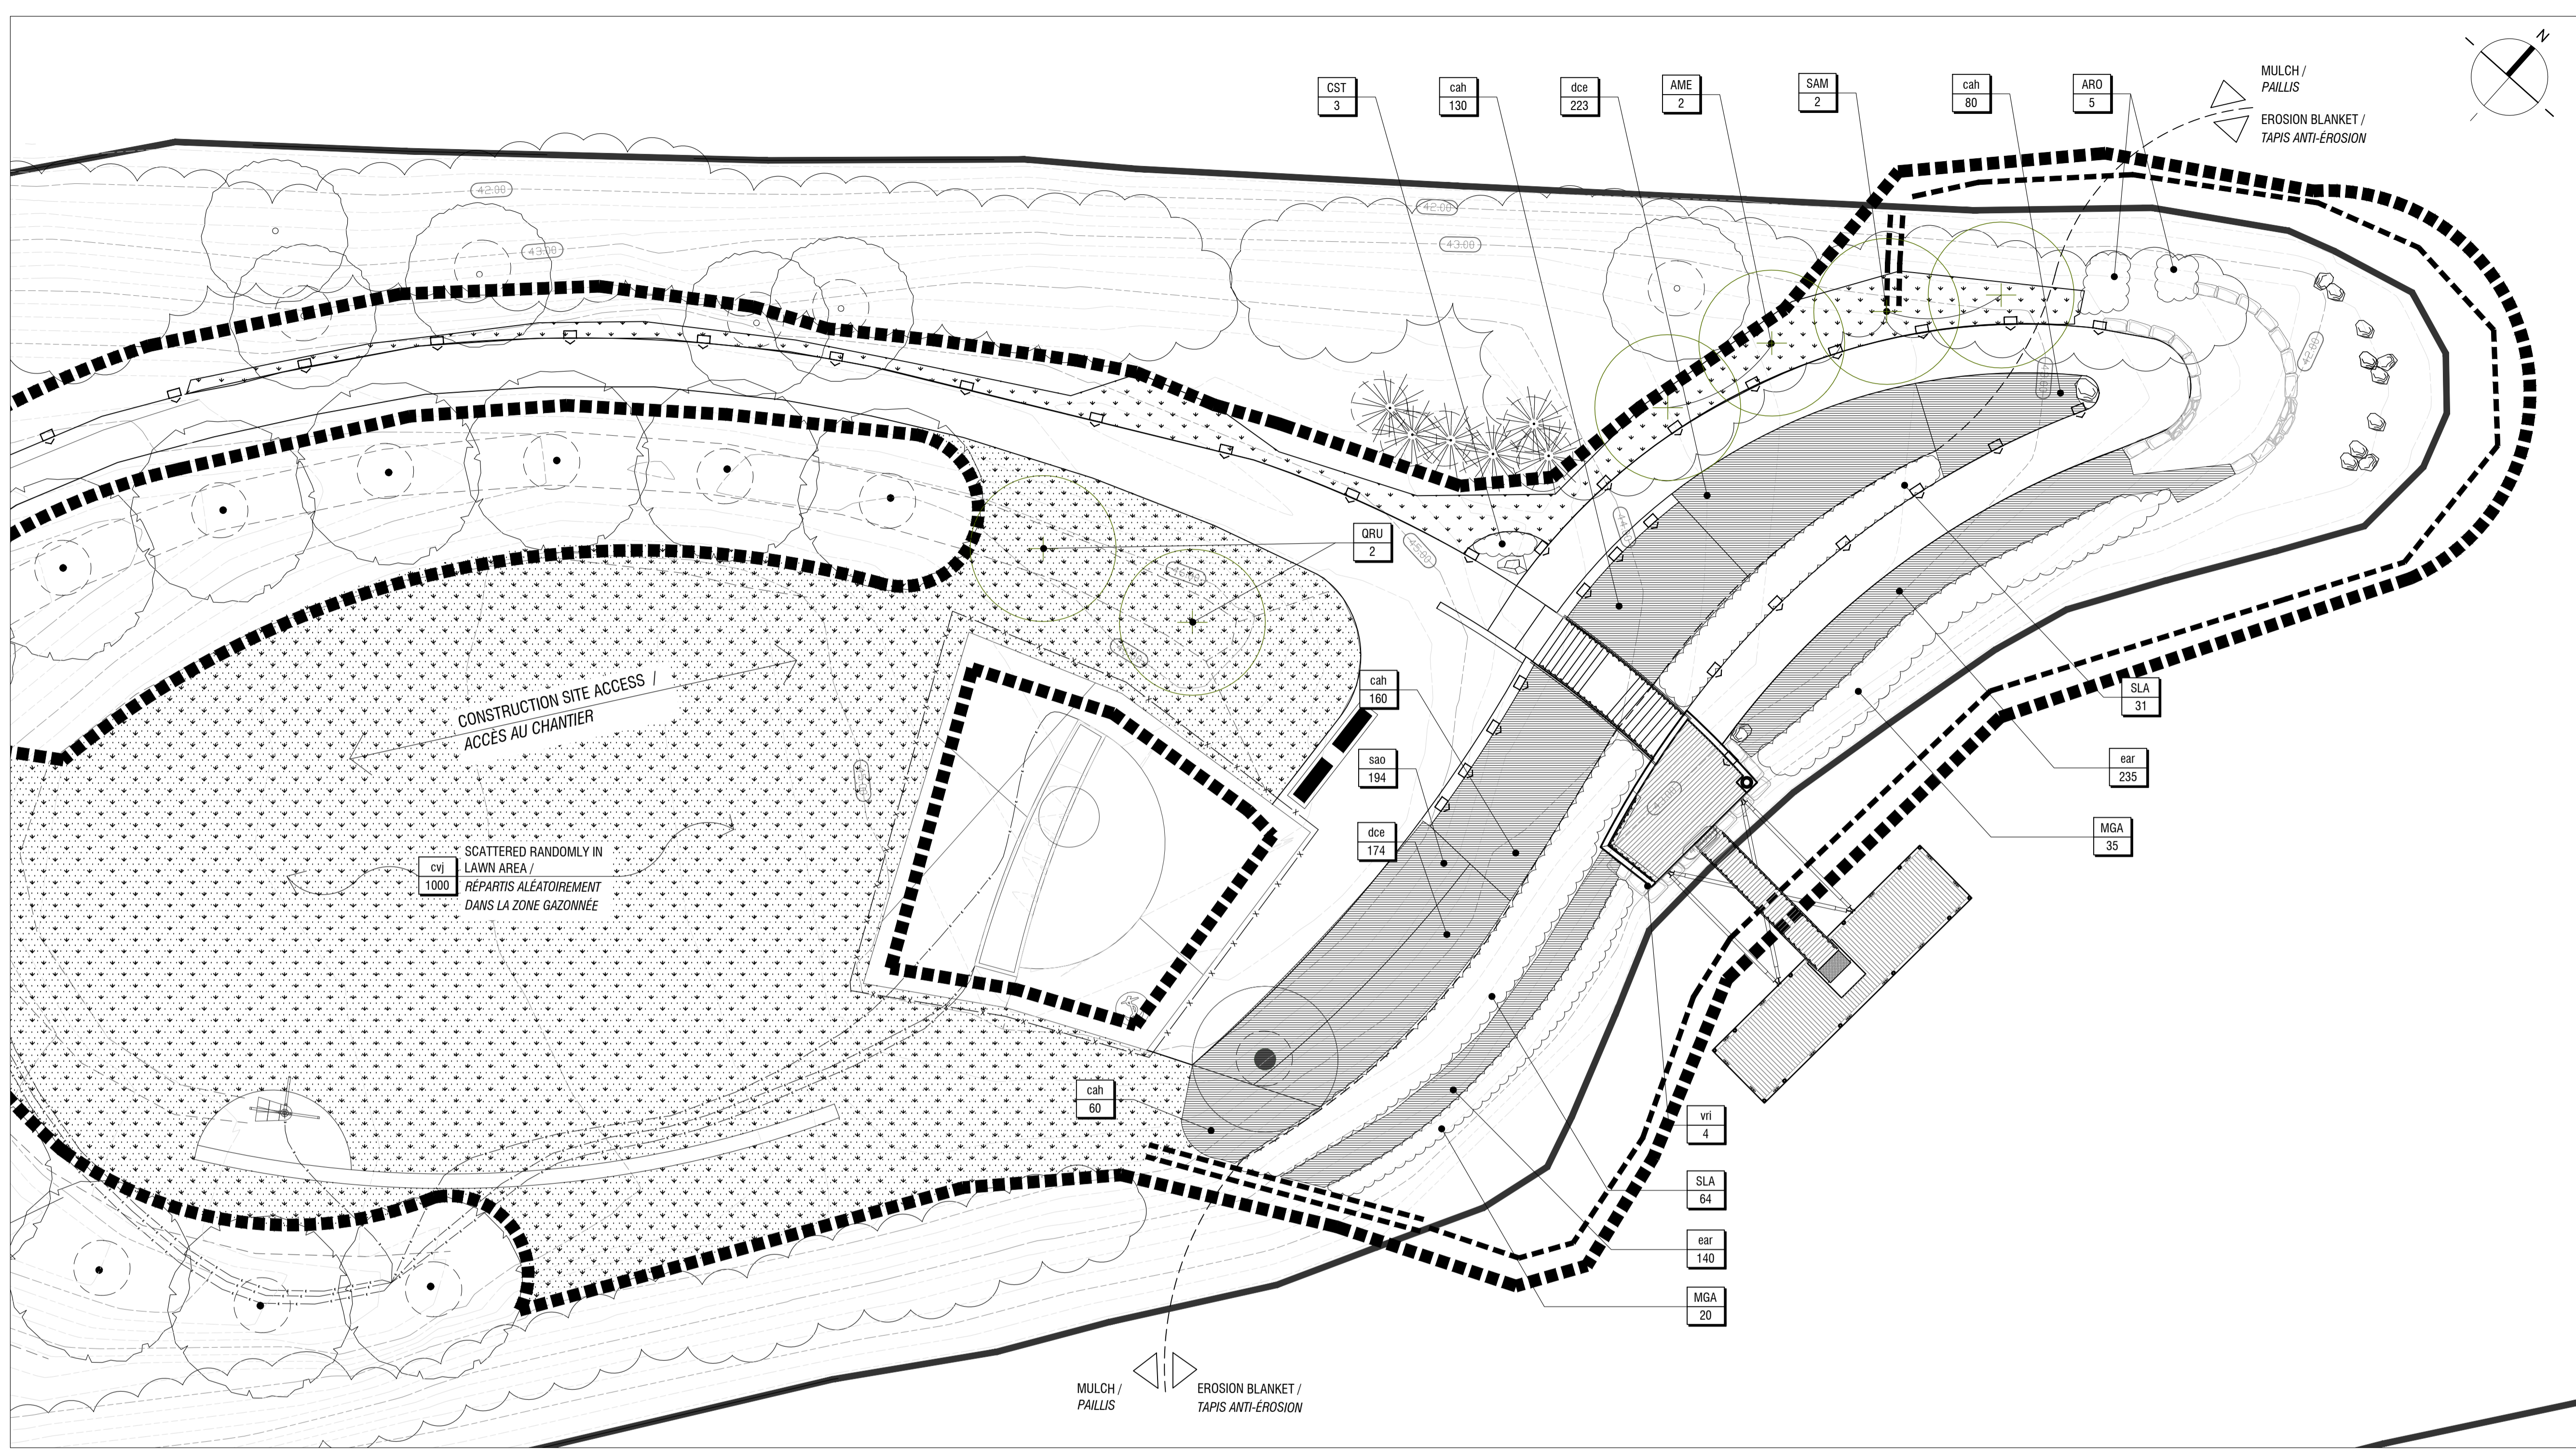 N
MULCH /
PAILLIS
EROSION BLANKET /
TAPIS ANTI-ÉROSION
CST
3
cah
130
dce
223
AME
2
SAM
2
cah
80
ARO
5
42.00
43.00
42.00
43.00
42.00
QRU
2
45.00
CONSTRUCTION SITE ACCESS /
ACCÈS AU CHANTIER
cah
160
SLA
31
sao
194
ear
235
dce
174
MGA
35
cvj
1000
SCATTERED RANDOMLY IN
LAWN AREA /
RÉPARTIS ALÉATOIREMENT
DANS LA ZONE GAZONNÉE
cah
60
vri
4
SLA
64
ear
140
MGA
20
MULCH /
PAILLIS
EROSION BLANKET /
TAPIS ANTI-ÉROSION